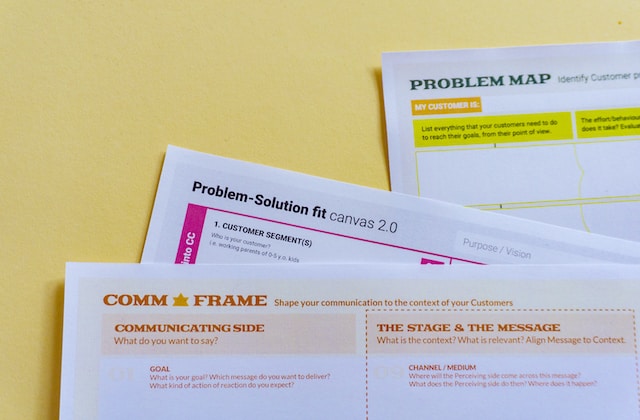 PROBLEM MAP Identify Customer
MY CUSTOMER IS:
List everything that your customers need to do
to reach their goals, from their point of view.
The effort/behaviour
does it take?
Problem-Solution fit canvas 2.0
Purpose / Vision
into CC
1. CUSTOMER SEGMENT(S)
Who is your customer?
i.e. working parents of 0-5 y.o. kids
COMM FRAME Shape your communication to the context of your Customers
COMMUNICATING SIDE
What do you want to say?
GOAL
What is your goal? Which message do you want to deliver?
What kind of action of reaction do you expect?
THE STAGE & THE MESSAGE
What is the context? What is relevant? Align Message to Context.
CHANNEL / MEDIUM
Where will the Perceiving side come across this message?
What does the Perceiving side do then? Where does it happen?